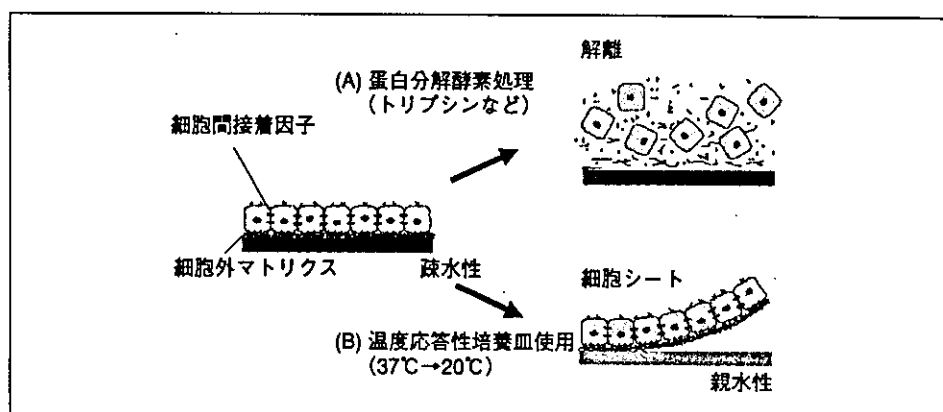 解離
(A) 蛋白分解酵素処理
(トリプシンなど)
細胞間接着因子
細胞外マトリクス
疎水性
細胞シート
(B) 温度応答性培養皿使用
(37℃→20℃)
親水性